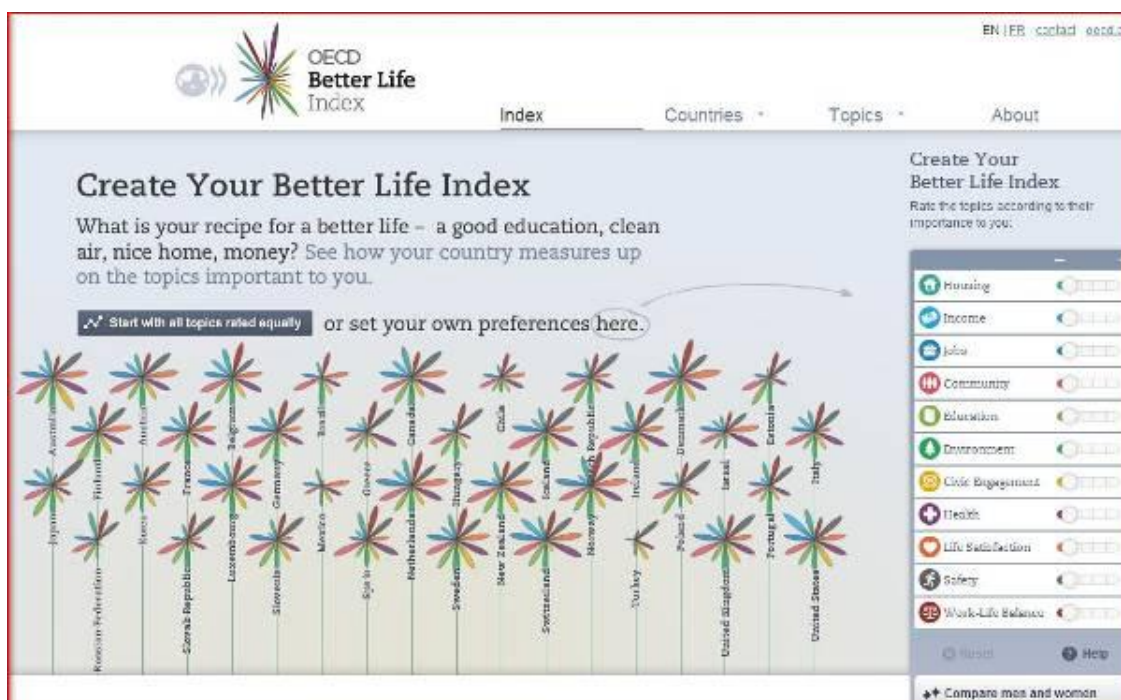 EN | FR contact
OECD
Better Life
Index
Index
Countries
Topics
About
Create Your Better Life Index
What is your recipe for a better life – a good education, clean
air, nice home, money? See how your country measures up
on the topics important to you.
Start with all topics rated equally
or set your own preferences here.
Australia
Austria
Belgium
Brazil
Canada
Chile
Czech Republic
Denmark
Estonia
Finland
France
Germany
Greece
Hungary
Iceland
Ireland
Israel
Italy
Japan
Korea
Luxembourg
Mexico
Netherlands
New Zealand
Norway
Poland
Portugal
Russian Federation
Slovak Republic
Slovenia
Spain
Sweden
Switzerland
Turkey
United Kingdom
United States
Create Your
Better Life Index
Rate the topics according to their
importance to you:
Housing
Income
Jobs
Community
Education
Environment
Civic Engagement
Health
Life Satisfaction
Safety
Work-Life Balance
Reset
Help
Compare men and women